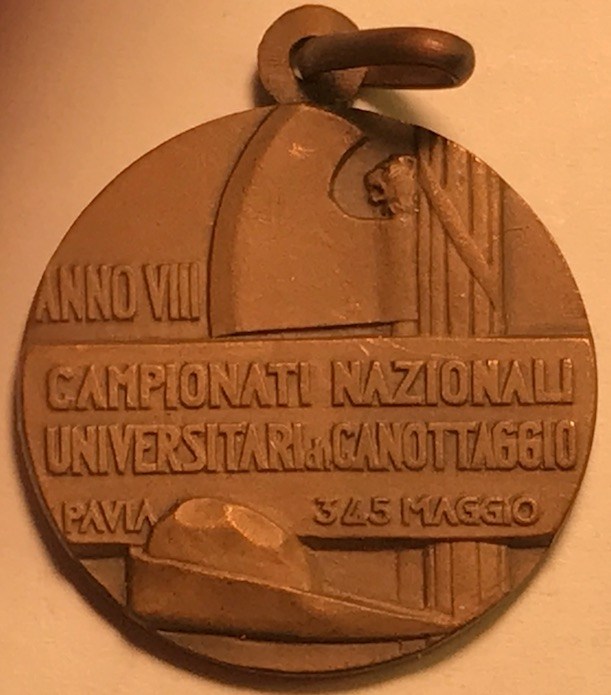 ANNO VIII
CAMPIONATI NAZIONALI
UNIVERSITARI di CANOTTAGGIO
PAVIA 3 4 5 MAGGIO